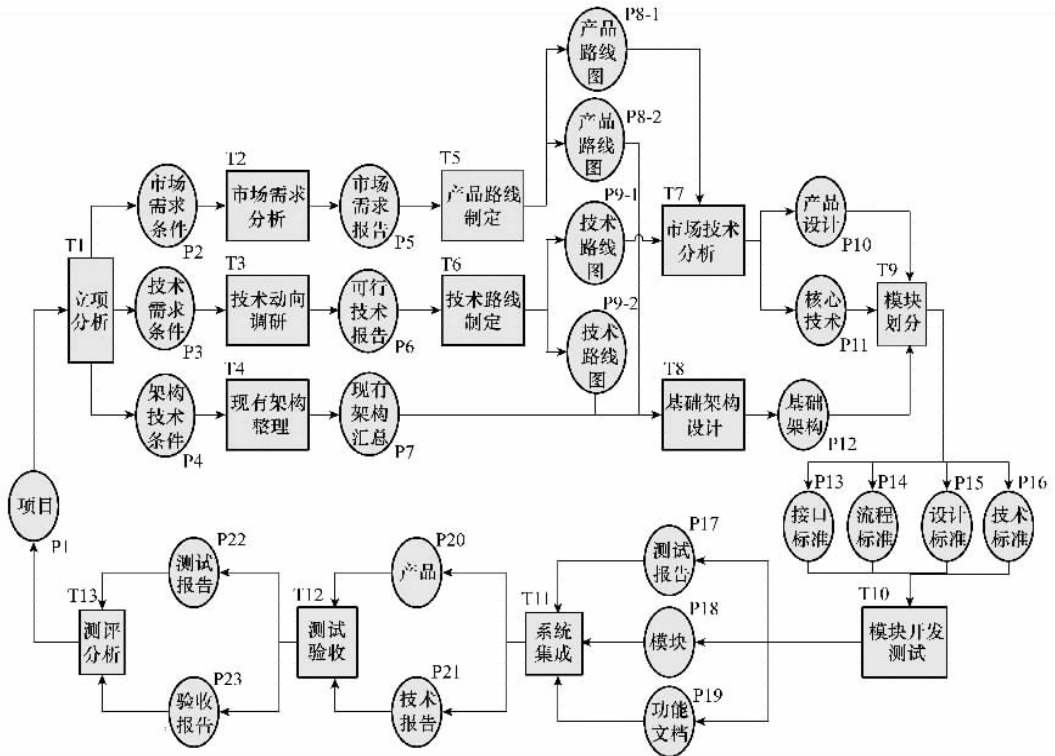 产品
路线
图
P8-1
产品
路线
图
P8-2
T2
市场
需求
条件
P2
市场需求
分析
市场
需求
报告
P5
T5
产品路线
制定
P9-1
技术
路线图
T7
市场技术
分析
产品
设计
P10
T1
立项
分析
T3
技术
需求
条件
P3
技术动向
调研
可行
技术
报告
P6
T6
技术路线
制定
P9-2
技术
路线图
核心
技术
P11
T9
模块
划分
T4
架构
技术
条件
P4
现有架构
整理
现有
架构
汇总
P7
T8
基础架构
设计
基础
架构
P12
项目
P1
P13
接口
标准
P14
流程
标准
P15
设计
标准
P16
技术
标准
P22
测试
报告
P20
产品
P17
测试
报告
T13
测评
分析
T12
测试
验收
T11
系统
集成
P18
模块
T10
模块开发
测试
P23
验收
报告
P21
技术
报告
P19
功能
文档